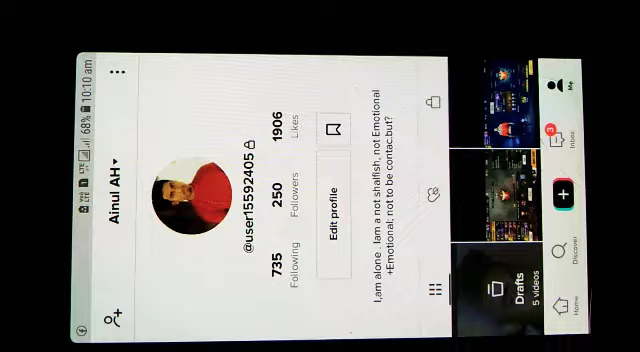 68% 10:10 am
Ainul AH
@user15592405
735 250 1906
Following Followers Likes
Edit profile
I,am alone . Iam a not shalfish, not Emotional
+Emotional; not to be contac.but?
Drafts
5 videos
3
Home Discover Inbox Me